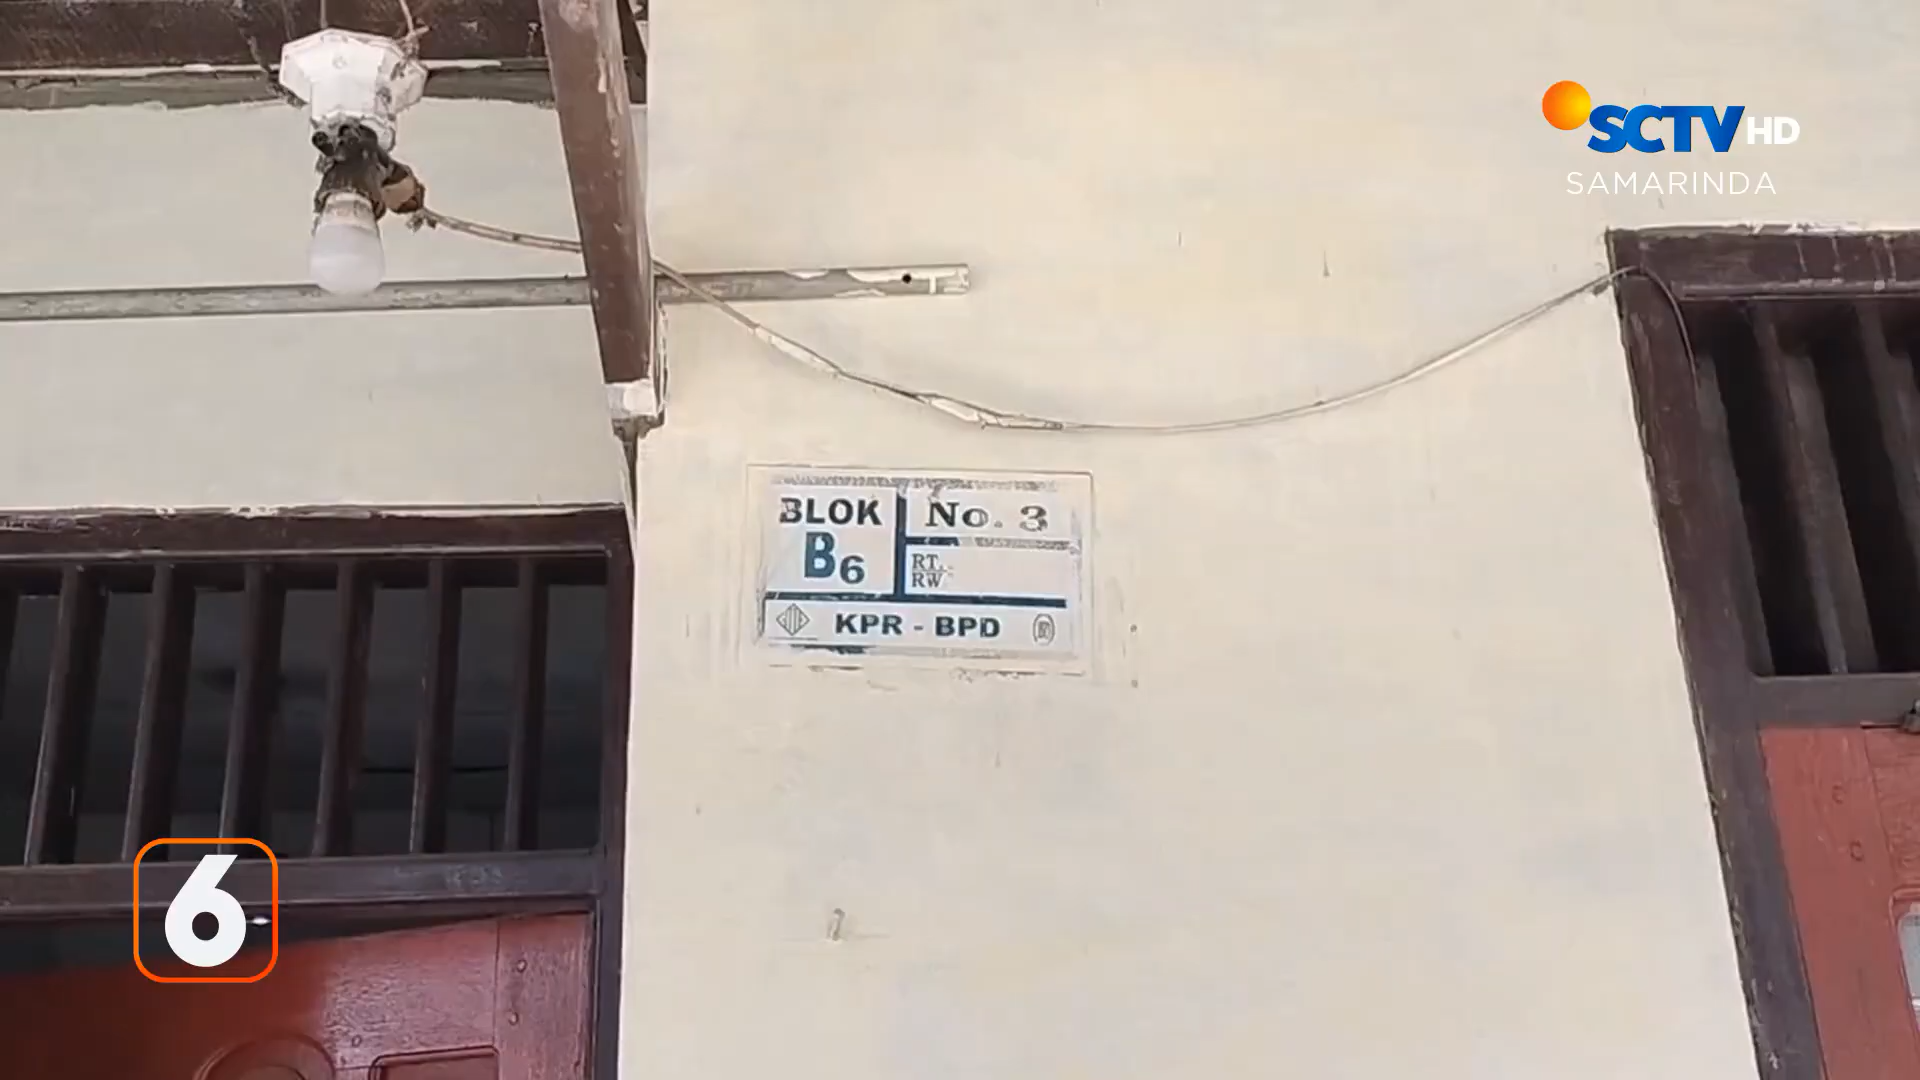 SCTV HD
SAMARINDA
BLOK
B6
No. 3
RT.
RW
KPR - BPD
6